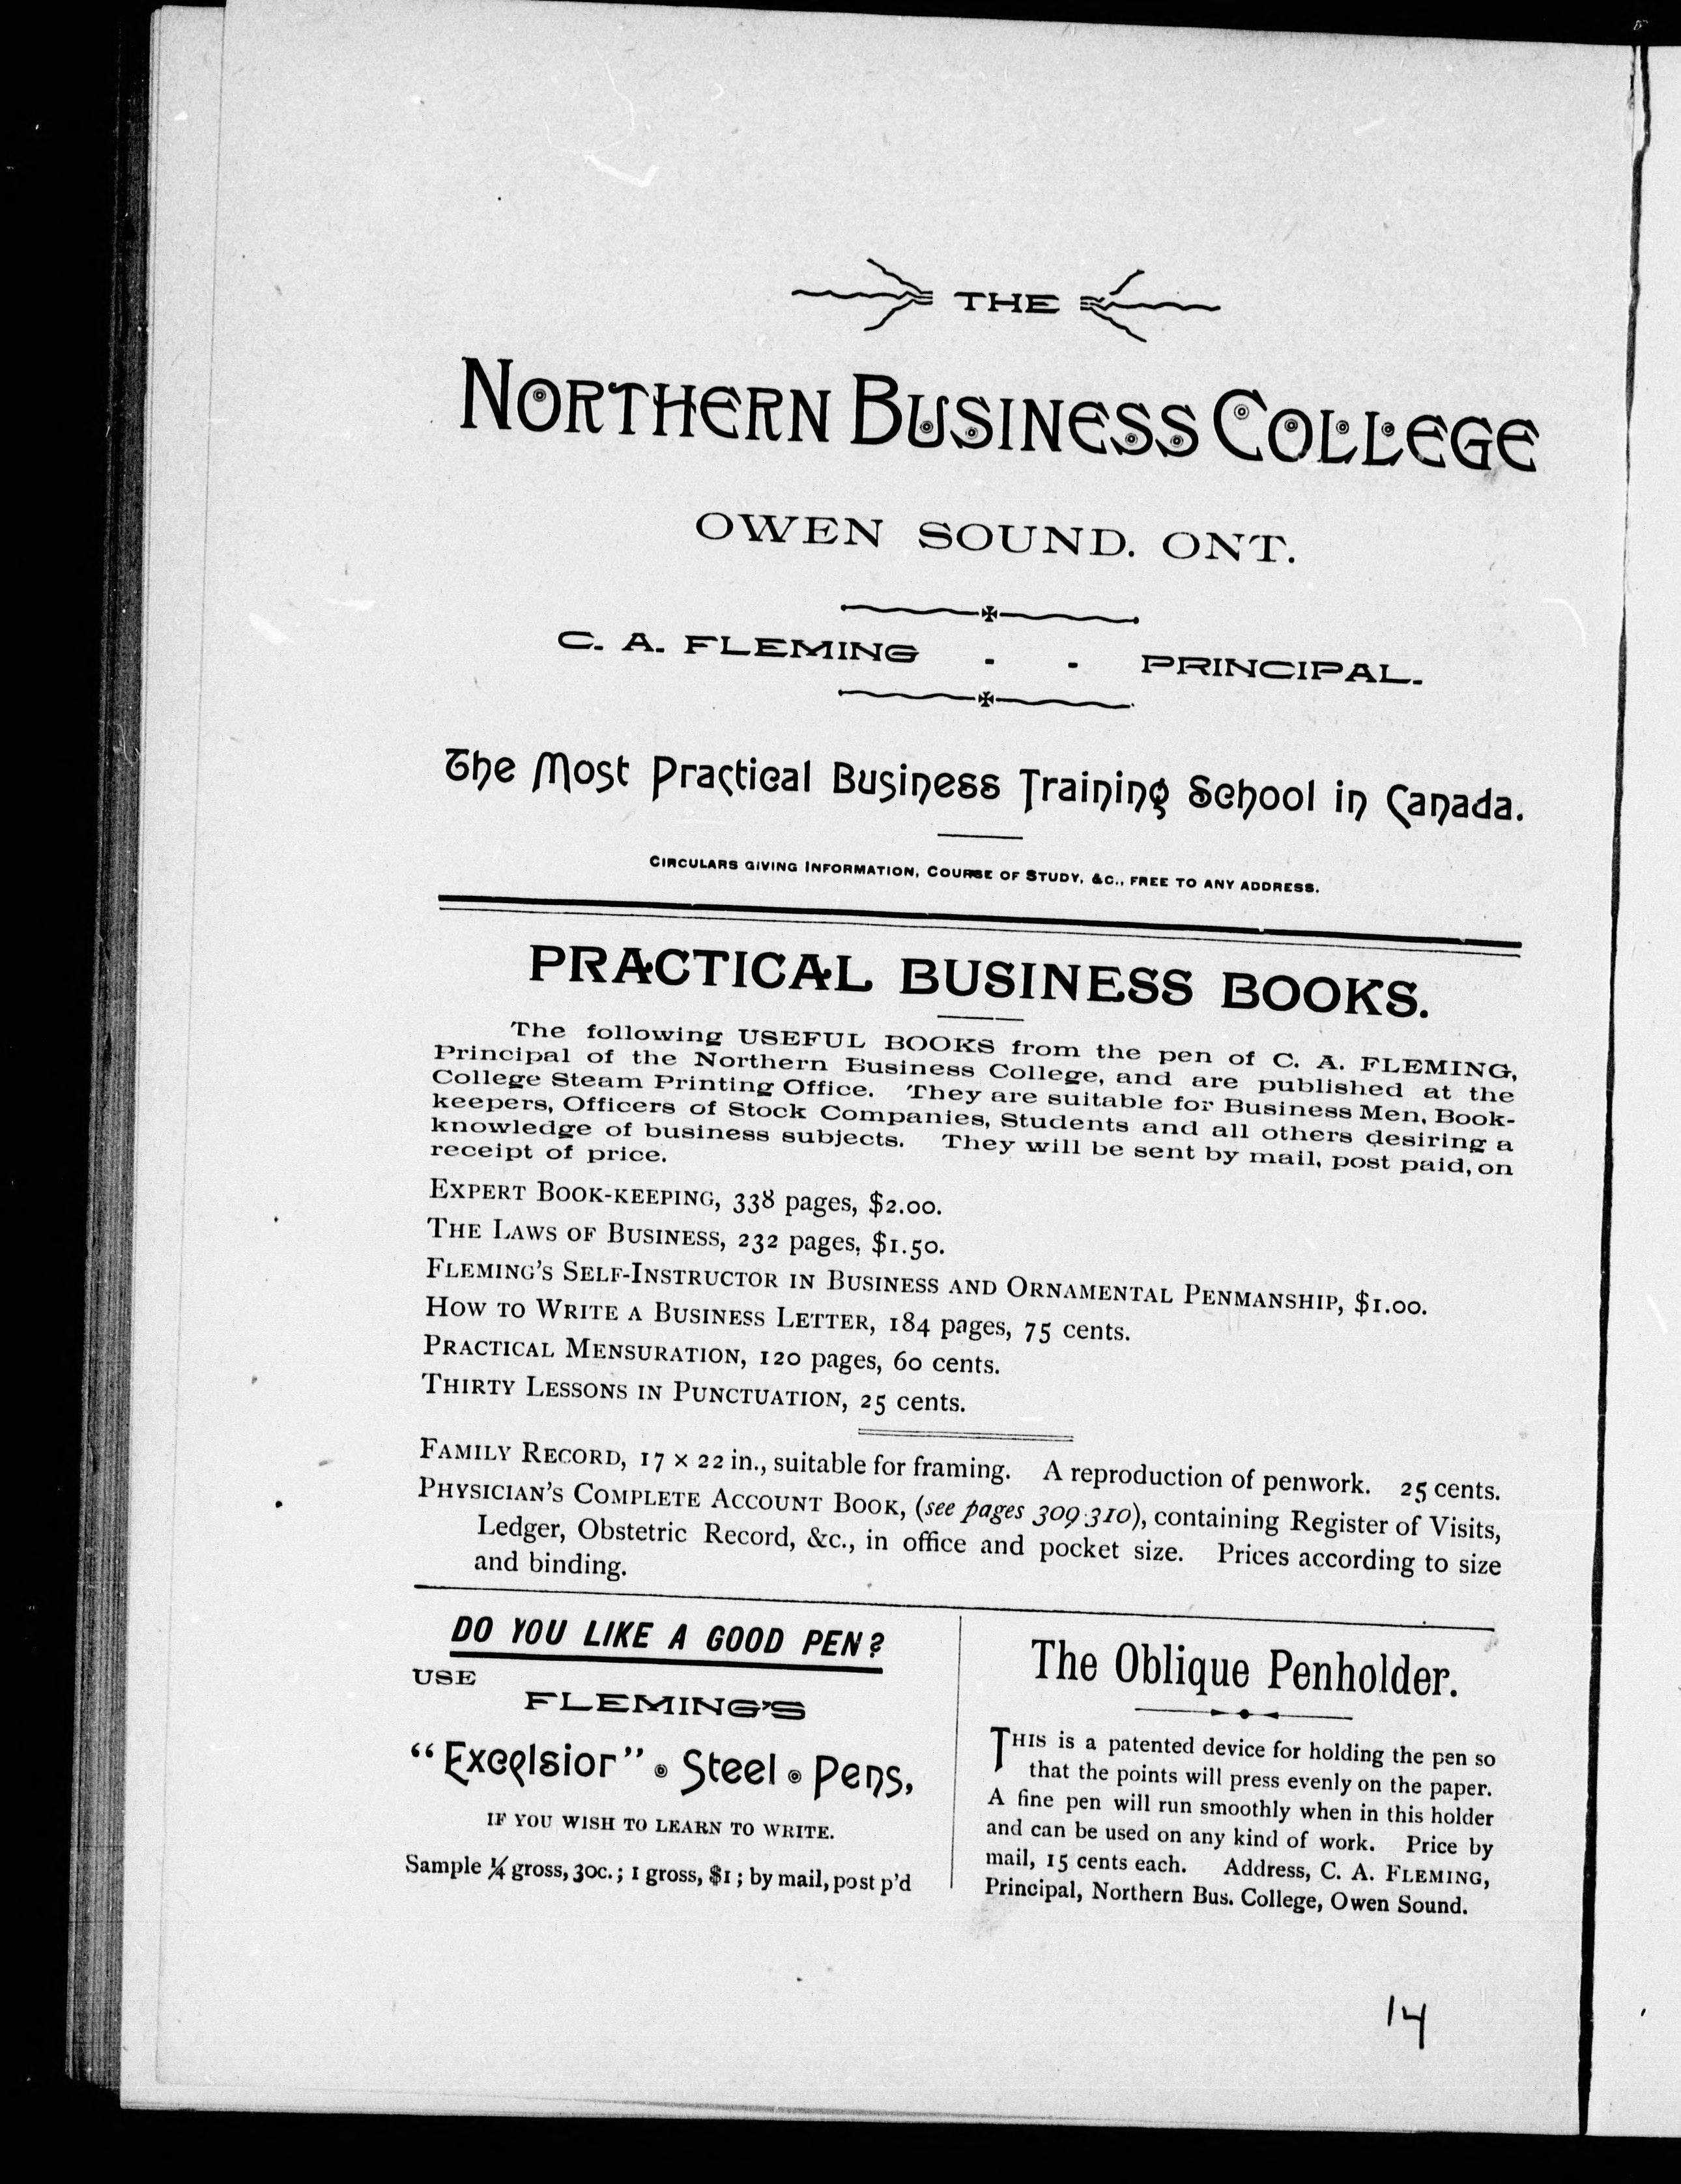 THE
NORTHERN BUSINESS COLLEGE
OWEN SOUND. ONT.
C. A. FLEMING - - PRINCIPAL.
The Most Practical Business Training School in Canada.
CIRCULARS GIVING INFORMATION, COURSE OF STUDY, &C., FREE TO ANY ADDRESS.
PRACTICAL BUSINESS BOOKS.
The following USEFUL BOOKS from the pen of C. A. FLEMING,
Principal of the Northern Business College, and are published at the
College Steam Printing Office. They are suitable for Business Men, Book-
keepers, Officers of Stock Companies, Students and all others desiring a
knowledge of business subjects. They will be sent by mail, post paid, on
receipt of price.
EXPERT BOOK-KEEPING, 338 pages, $2.00.
THE LAWS OF BUSINESS, 232 pages, $1.50.
FLEMING'S SELF-INSTRUCTOR IN BUSINESS AND ORNAMENTAL PENMANSHIP, $1.00.
HOW TO WRITE A BUSINESS LETTER, 184 pages, 75 cents.
PRACTICAL MENSURATION, 120 pages, 60 cents.
THIRTY LESSONS IN PUNCTUATION, 25 cents.
FAMILY RECORD, 17 × 22 in., suitable for framing. A reproduction of penwork. 25 cents.
PHYSICIAN'S COMPLETE ACCOUNT BOOK, (see pages 309-310), containing Register of Visits,
Ledger, Obstetric Record, &c., in office and pocket size. Prices according to size
and binding.
DO YOU LIKE A GOOD PEN?
USE
FLEMING'S
"Excelsior" Steel Pens,
IF YOU WISH TO LEARN TO WRITE.
Sample ¼ gross, 30c.; 1 gross, $1; by mail, post p'd
The Oblique Penholder.
THIS is a patented device for holding the pen so
that the points will press evenly on the paper.
A fine pen will run smoothly when in this holder
and can be used on any kind of work. Price by
mail, 15 cents each. Address, C. A. FLEMING,
Principal, Northern Bus. College, Owen Sound.
14